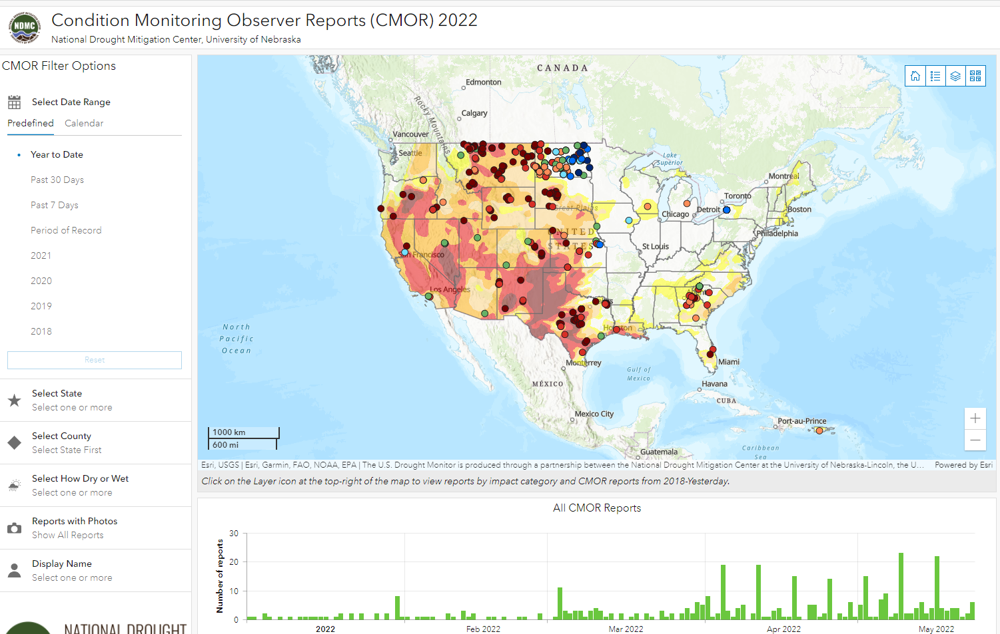 NDMC
Condition Monitoring Observer Reports (CMOR) 2022
National Drought Mitigation Center, University of Nebraska
CMOR Filter Options
Select Date Range
Predefined Calendar
Year to Date
Past 30 Days
Past 7 Days
Period of Record
2021
2020
2019
2018
Reset
Select State
Select one or more
Select County
Select State First
Select How Dry or Wet
Select one or more
Reports with Photos
Show All Reports
Display Name
Select one or more
NATIONAL DROUGHT
CANADA
Edmonton
Rocky Mountains
Calgary
Vancouver
Seattle
Lake
Superior
Montreal
Toronto
Great Plains
Chicago
Detroit
Boston
Philadelphia
UNITED
STATES
St Louis
San Francisco
Los Angeles
Houston
North
Pacific
Ocean
Monterrey
Gulf of
Mexico
Miami
MÉXICO
Havana
CUBA
Mexico City
Port-au-Prince
Guatemala
Caribbean
Sea
1000 km
600 mi
Esri, USGS | Esri, Garmin, FAO, NOAA, EPA | The U.S. Drought Monitor is produced through a partnership between the National Drought Mitigation Center at the University of Nebraska-Lincoln, the U... Powered by Esri
Click on the Layer icon at the top-right of the map to view reports by impact category and CMOR reports from 2018-Yesterday.
All CMOR Reports
Number of reports
30
20
10
0
2022 Feb 2022 Mar 2022 Apr 2022 May 2022